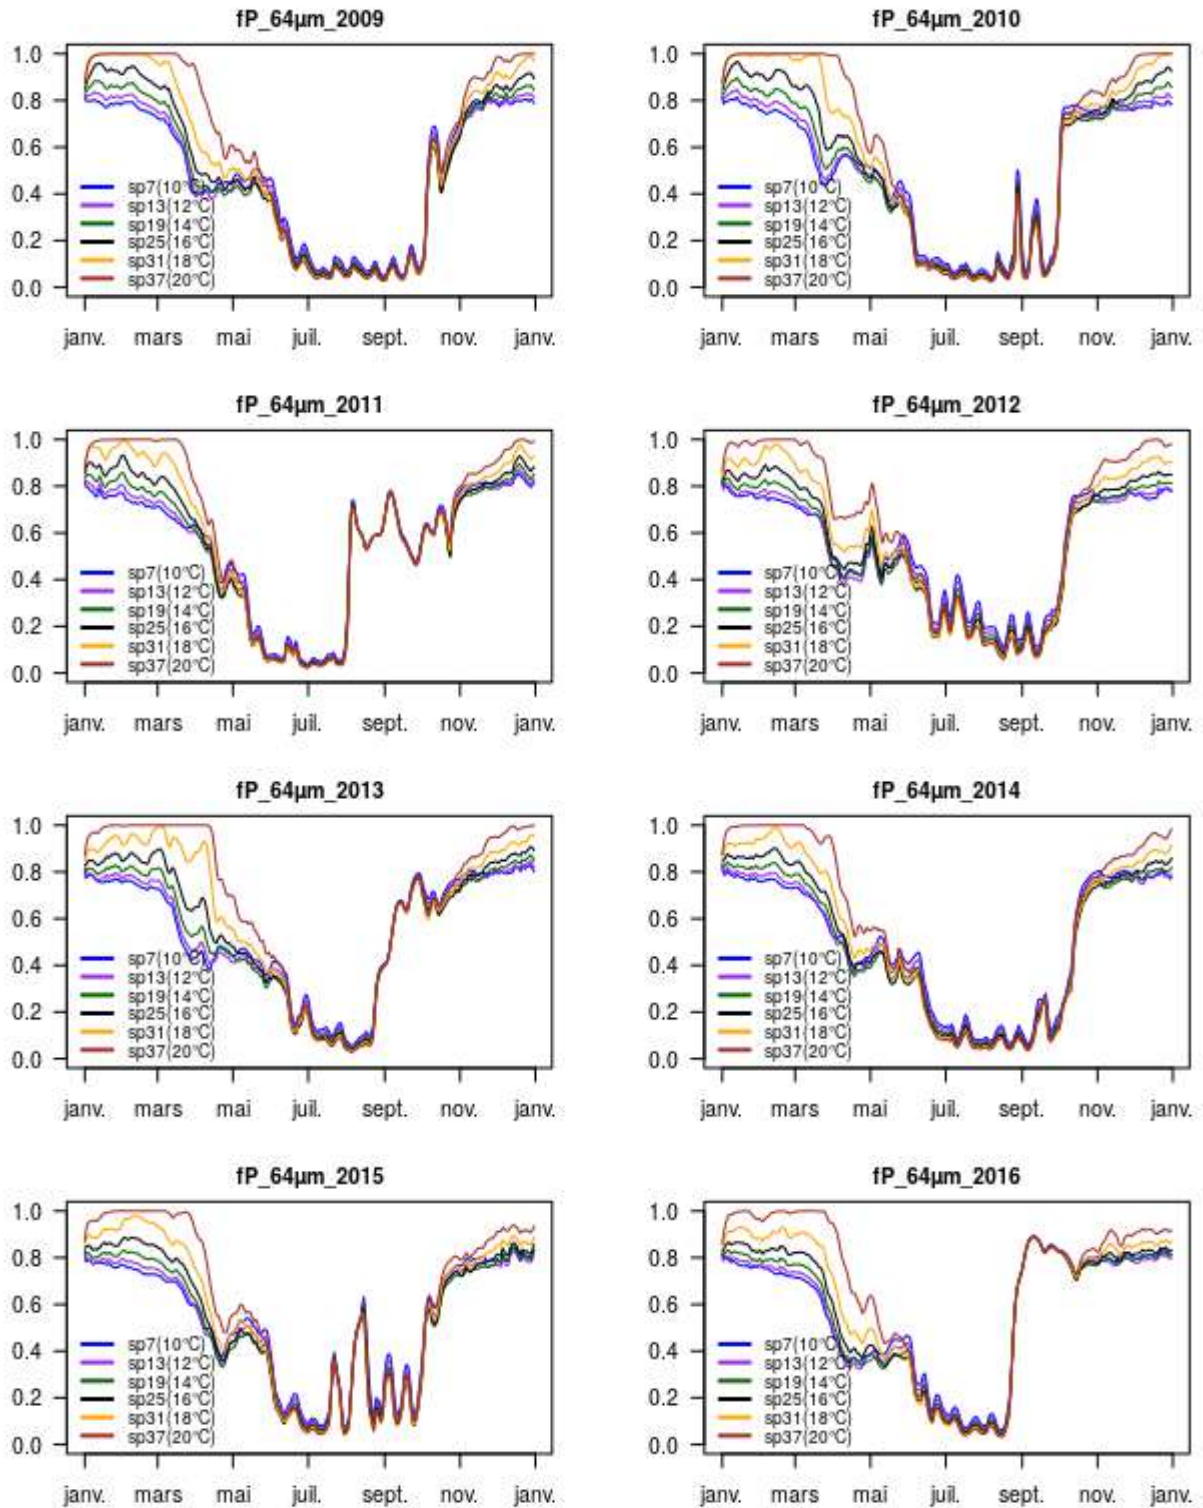 fP_64µm_2009
1.0
0.8
0.6
0.4
0.2
0.0
sp7(10°C)
sp13(12°C)
sp19(14°C)
sp25(16°C)
sp31(18°C)
sp37(20°C)
janv. mars mai juil. sept. nov. janv.
fP_64µm_2010
1.0
0.8
0.6
0.4
0.2
0.0
sp7(10°C)
sp13(12°C)
sp19(14°C)
sp25(16°C)
sp31(18°C)
sp37(20°C)
janv. mars mai juil. sept. nov. janv.
fP_64µm_2011
1.0
0.8
0.6
0.4
0.2
0.0
sp7(10°C)
sp13(12°C)
sp19(14°C)
sp25(16°C)
sp31(18°C)
sp37(20°C)
janv. mars mai juil. sept. nov. janv.
fP_64µm_2012
1.0
0.8
0.6
0.4
0.2
0.0
sp7(10°C)
sp13(12°C)
sp19(14°C)
sp25(16°C)
sp31(18°C)
sp37(20°C)
janv. mars mai juil. sept. nov. janv.
fP_64µm_2013
1.0
0.8
0.6
0.4
0.2
0.0
sp7(10°C)
sp13(12°C)
sp19(14°C)
sp25(16°C)
sp31(18°C)
sp37(20°C)
janv. mars mai juil. sept. nov. janv.
fP_64µm_2014
1.0
0.8
0.6
0.4
0.2
0.0
sp7(10°C)
sp13(12°C)
sp19(14°C)
sp25(16°C)
sp31(18°C)
sp37(20°C)
janv. mars mai juil. sept. nov. janv.
fP_64µm_2015
1.0
0.8
0.6
0.4
0.2
0.0
sp7(10°C)
sp13(12°C)
sp19(14°C)
sp25(16°C)
sp31(18°C)
sp37(20°C)
janv. mars mai juil. sept. nov. janv.
fP_64µm_2016
1.0
0.8
0.6
0.4
0.2
0.0
sp7(10°C)
sp13(12°C)
sp19(14°C)
sp25(16°C)
sp31(18°C)
sp37(20°C)
janv. mars mai juil. sept. nov. janv.